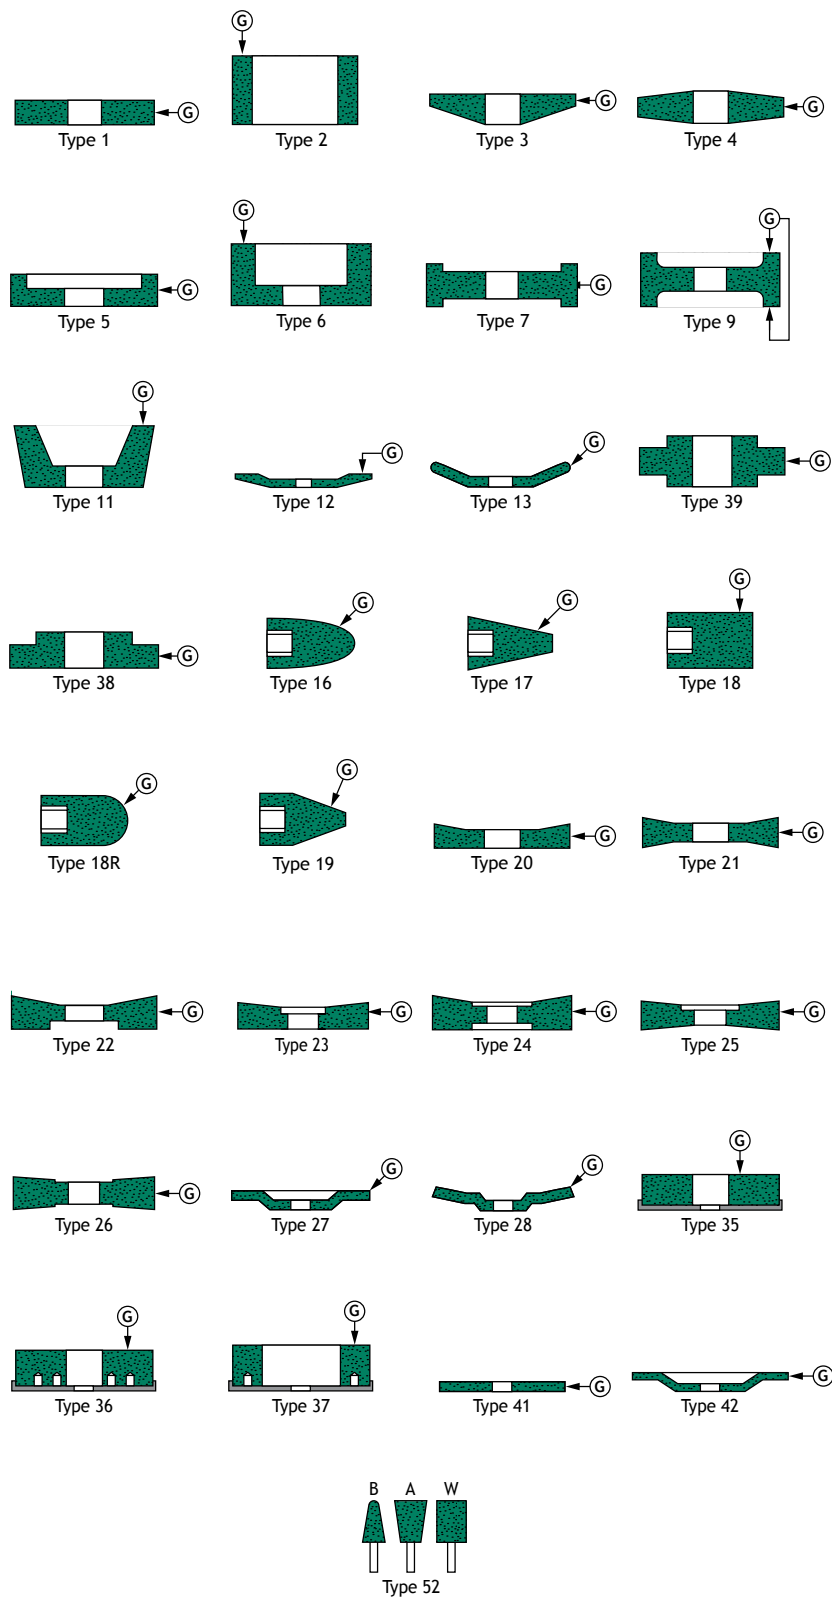 G
G
G
G
Type 1
Type 2
Type 3
Type 4
G
G
G
G
Type 5
Type 6
Type 7
Type 9
G
G
G
G
Type 11
Type 12
Type 13
Type 39
G
G
G
G
Type 38
Type 16
Type 17
Type 18
G
G
G
G
Type 18R
Type 19
Type 20
Type 21
G
G
G
G
Type 22
Type 23
Type 24
Type 25
G
G
G
G
Type 26
Type 27
Type 28
Type 35
G
G
G
G
Type 36
Type 37
Type 41
Type 42
B A W
Type 52